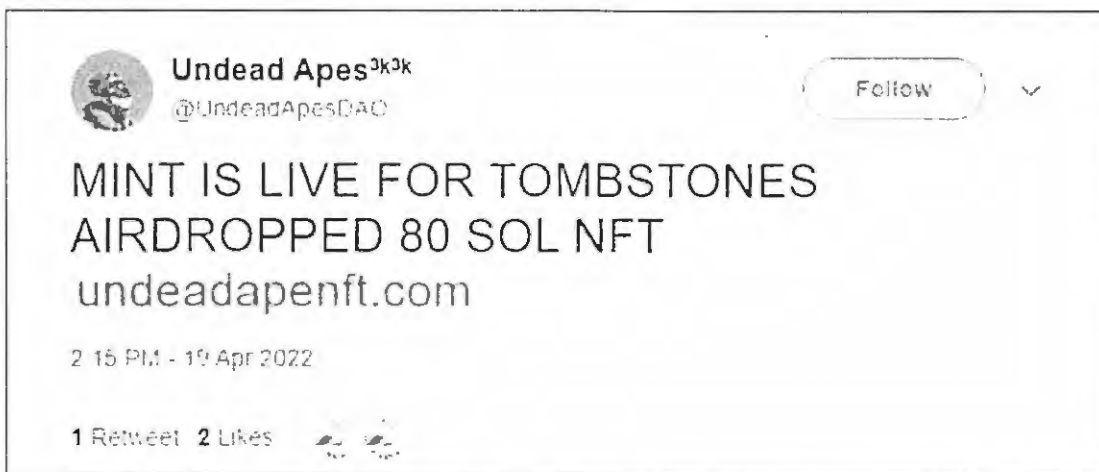 Undead Apes³ᵏ³ᵏ
@UndeadApesDAO
Follow
MINT IS LIVE FOR TOMBSTONES
AIRDROPPED 80 SOL NFT
undeadapenft.com
2:15 PM - 19 Apr 2022
1 Retweet 2 Likes